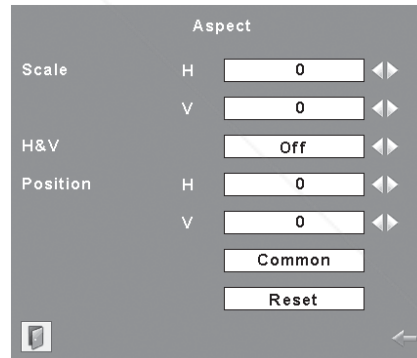 Aspect
Scale H 0
V 0
H&V Off
Position H 0
V 0
Common
Reset